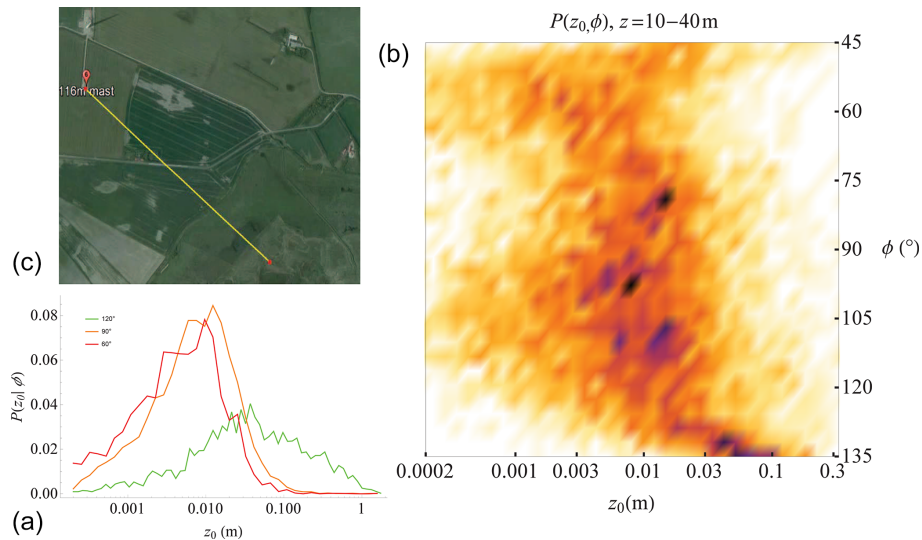 P(z₀,ϕ), z=10−40m
(b)
116m mast
(c)
45
60
75
90
105
120
135
ϕ (°)
0.0002 0.001 0.003 0.01 0.03 0.1 0.3
z₀(m)
120°
90°
60°
0.08
0.06
0.04
0.02
0.00
P(z₀| ϕ)
0.001 0.010 0.100 1
z₀ (m)
(a)